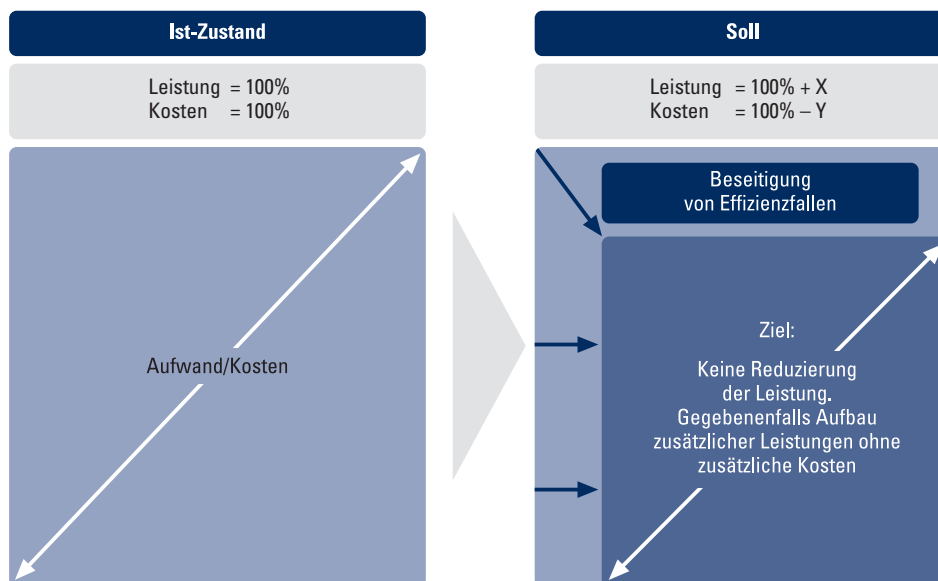 Ist-Zustand
Leistung = 100%
Kosten = 100%
Aufwand/Kosten
Soll
Leistung = 100% + X
Kosten = 100% – Y
Beseitigung
von Effizienzfallen
Ziel:
Keine Reduzierung
der Leistung.
Gegebenenfalls Aufbau
zusätzlicher Leistungen ohne
zusätzliche Kosten